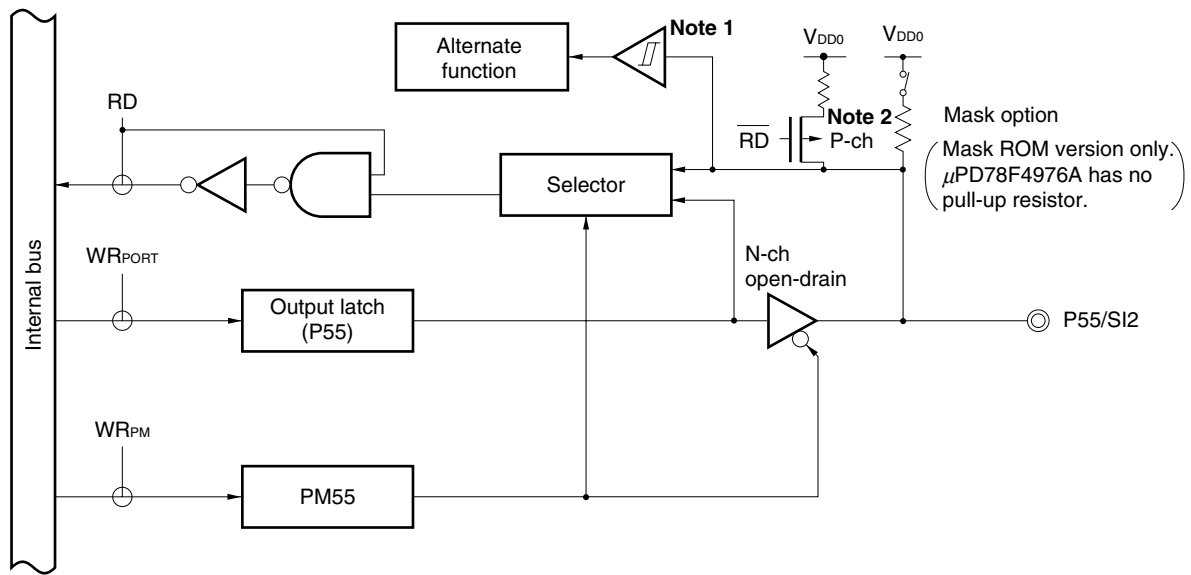 Note 1
Alternate
function
VDD0
VDD0
RD
Note 2
RD
P-ch
Mask option
Mask ROM version only.
μPD78F4976A has no
pull-up resistor.
Selector
WRPORT
N-ch
open-drain
Output latch
(P55)
P55/SI2
Internal bus
WRPM
PM55